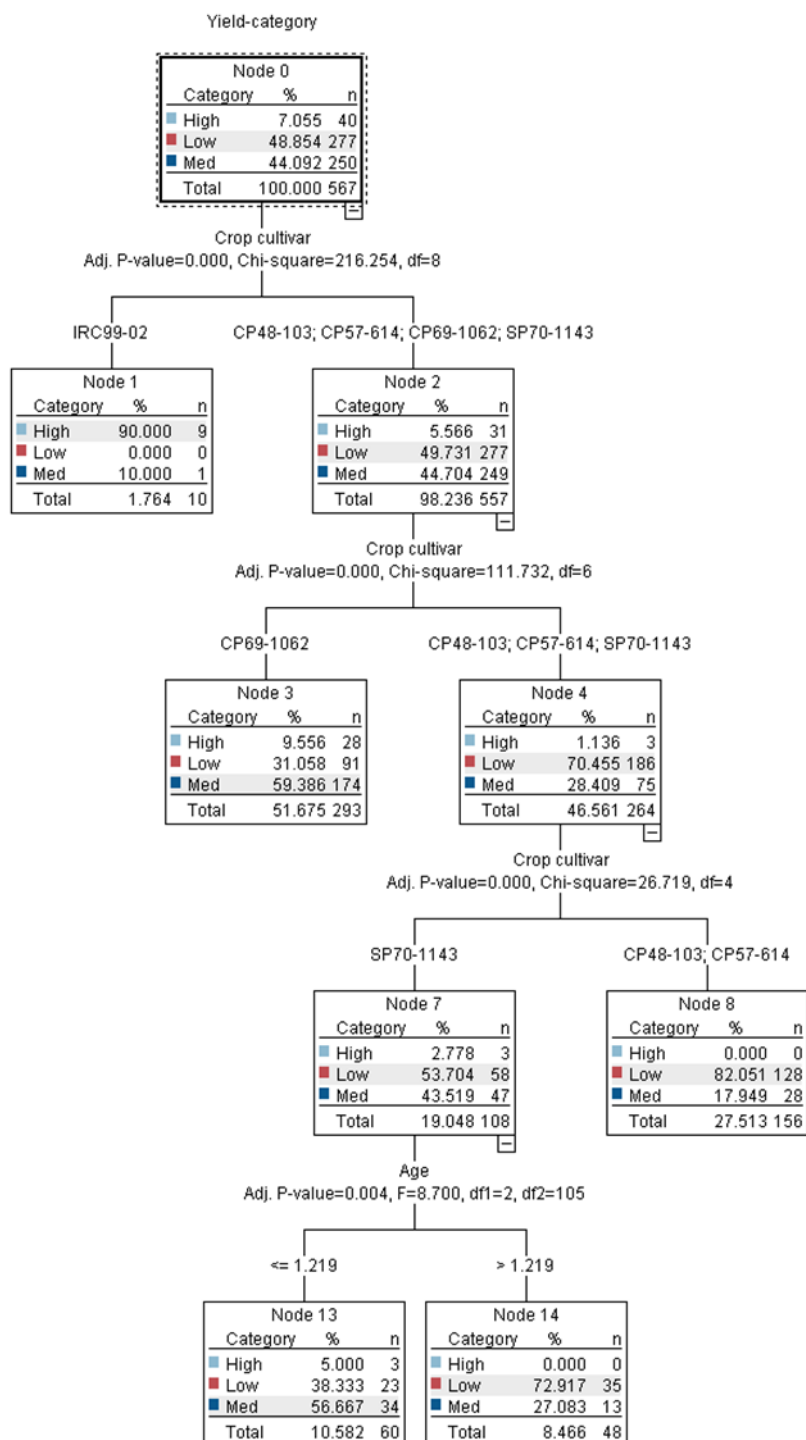 Yield-category
Node 0
Category % n
High 7.055 40
Low 48.854 277
Med 44.092 250
Total 100.000 567
Crop cultivar
Adj. P-value=0.000, Chi-square=216.254, df=8
IRC99-02
CP48-103; CP57-614; CP69-1062; SP70-1143
Node 1
Category % n
High 90.000 9
Low 0.000 0
Med 10.000 1
Total 1.764 10
Node 2
Category % n
High 5.566 31
Low 49.731 277
Med 44.704 249
Total 98.236 557
Crop cultivar
Adj. P-value=0.000, Chi-square=111.732, df=6
CP69-1062
CP48-103; CP57-614; SP70-1143
Node 3
Category % n
High 9.556 28
Low 31.058 91
Med 59.386 174
Total 51.675 293
Node 4
Category % n
High 1.136 3
Low 70.455 186
Med 28.409 75
Total 46.561 264
Crop cultivar
Adj. P-value=0.000, Chi-square=26.719, df=4
SP70-1143
CP48-103; CP57-614
Node 7
Category % n
High 2.778 3
Low 53.704 58
Med 43.519 47
Total 19.048 108
Node 8
Category % n
High 0.000 0
Low 82.051 128
Med 17.949 28
Total 27.513 156
Age
Adj. P-value=0.004, F=8.700, df1=2, df2=105
<= 1.219
> 1.219
Node 13
Category % n
High 5.000 3
Low 38.333 23
Med 56.667 34
Total 10.582 60
Node 14
Category % n
High 0.000 0
Low 72.917 35
Med 27.083 13
Total 8.466 48